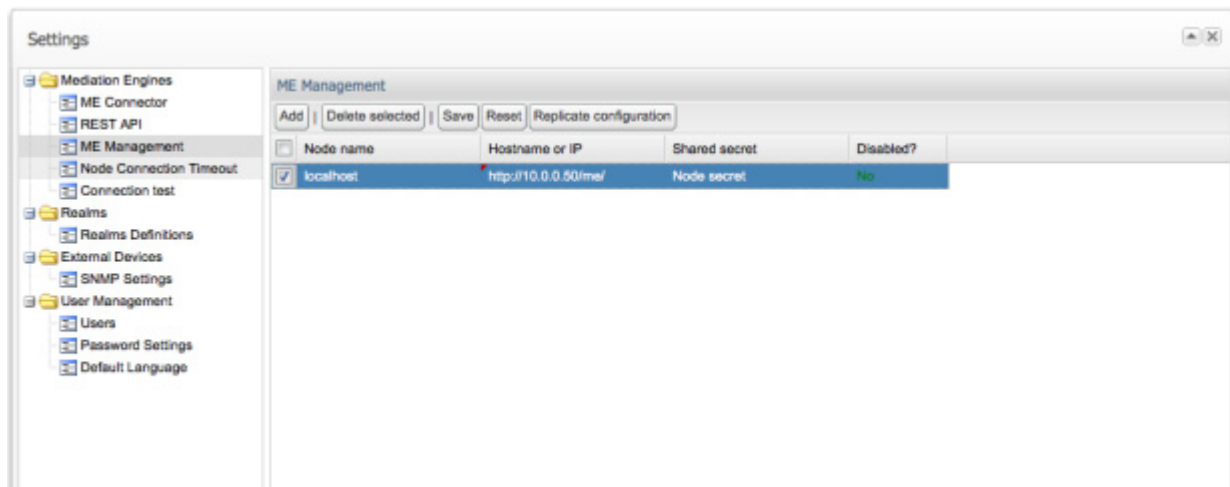 Settings
Mediation Engines
ME Connector
REST API
ME Management
Node Connection Timeout
Connection test
Realms
Realms Definitions
External Devices
SNMP Settings
User Management
Users
Password Settings
Default Language
ME Management
Add | Delete selected | Save Reset Replicate configuration
Node name Hostname or IP Shared secret Disabled?
localhost http://10.0.0.50/me/ Node secret No